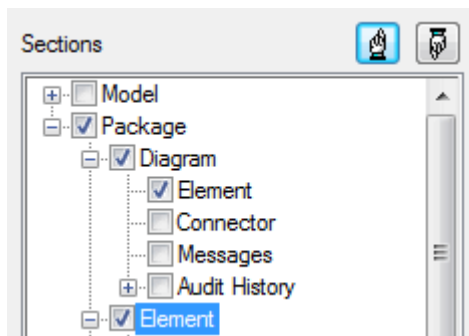 Sections
Model
Package
Diagram
Element
Connector
Messages
Audit History
Element